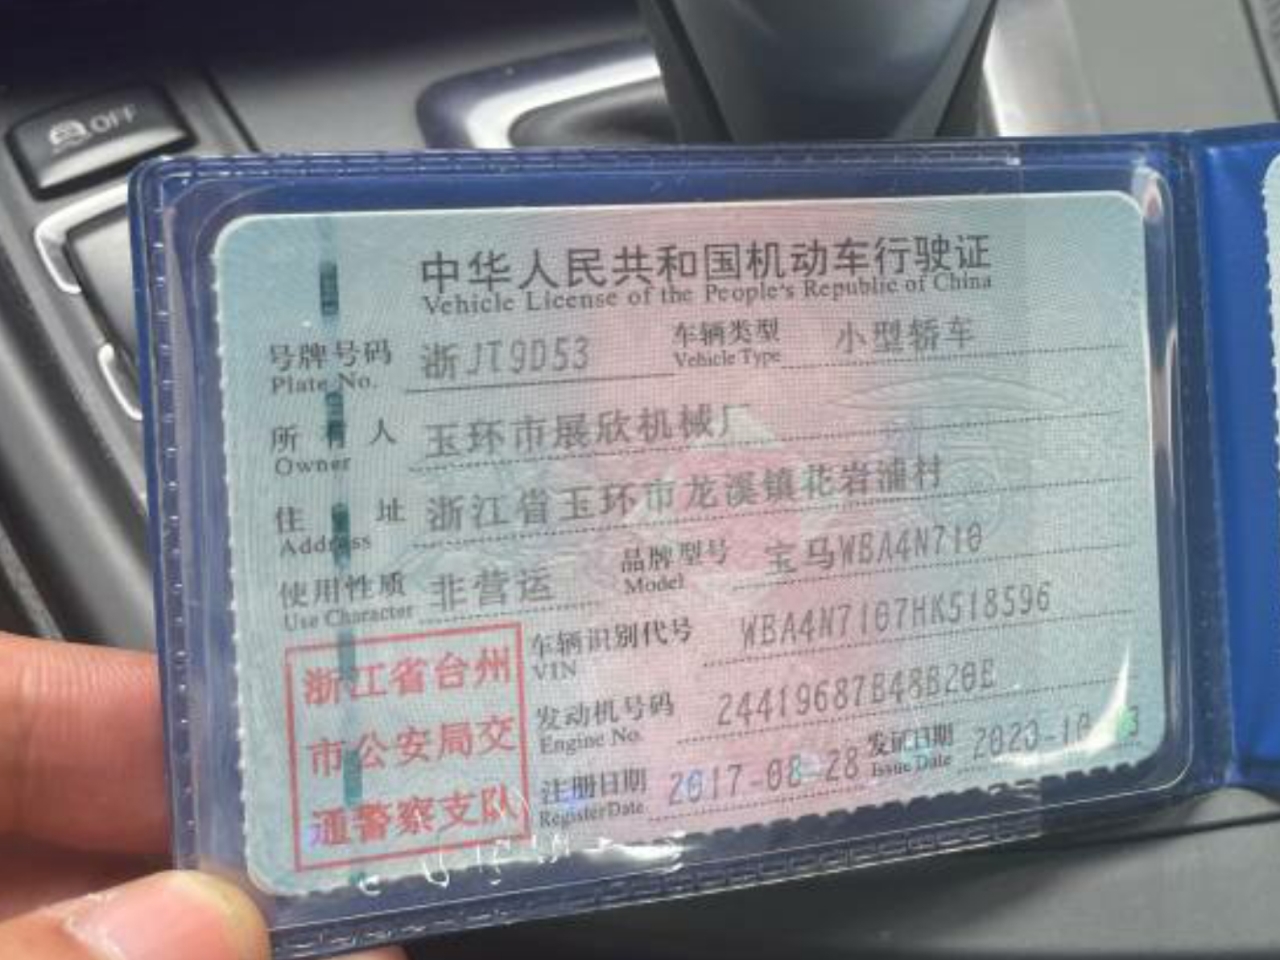 OFF
中华人民共和国机动车行驶证
Vehicle License of the People's Republic of China
号牌号码 浙JT9D53 车辆类型 小型轿车
Plate No. Vehicle Type
所有人 玉环市展欣机械厂
Owner
住址 浙江省玉环市龙溪镇花岩浦村
Address
品牌型号 宝马WBA4N710
Model
使用性质 非营运
Use Character
车辆识别代号 WBA4N7107HK518596
VIN
发动机号码 24419687B48B20E
Engine No.
注册日期 2017-08-28 发证日期 2023-10-
Register Date Issue Date
浙江省台州
市公安局交
通警察支队